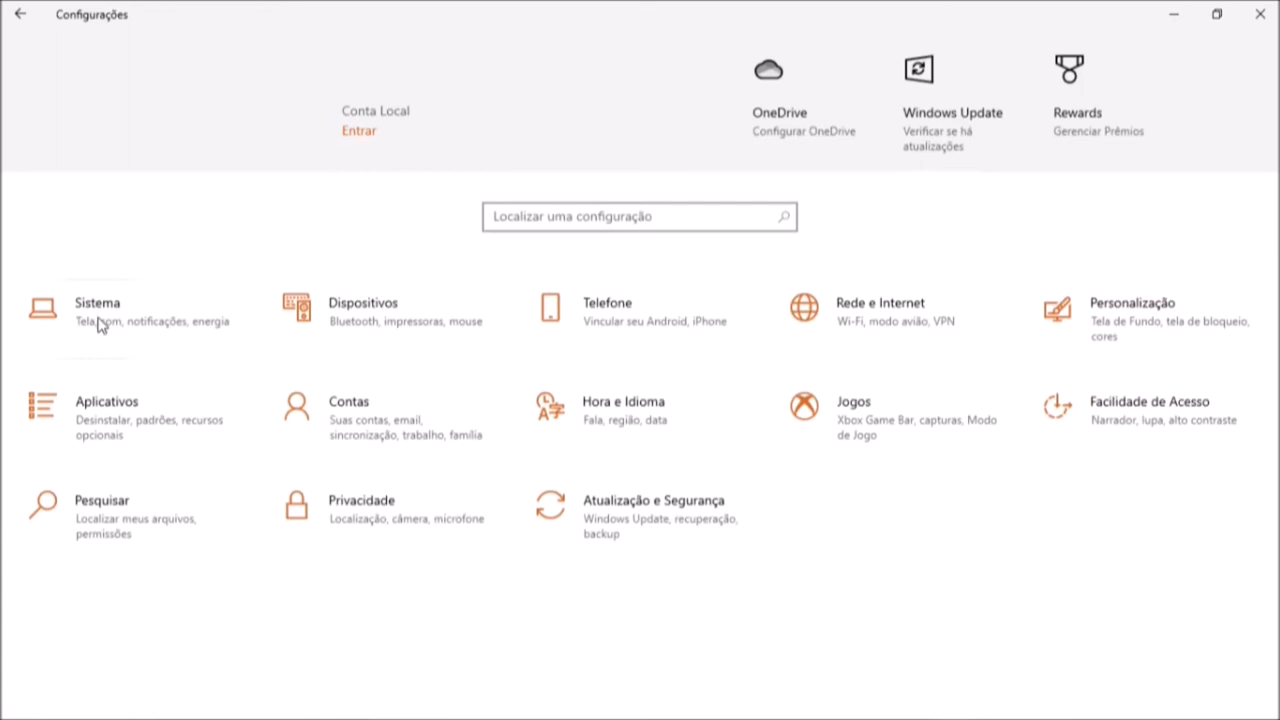 Configurações
Conta Local
Entrar
OneDrive
Configurar OneDrive
Windows Update
Verificar se há
atualizações
Rewards
Gerenciar Prêmios
Localizar uma configuração
Sistema
Tela, som, notificações, energia
Dispositivos
Bluetooth, impressoras, mouse
Telefone
Vincular seu Android, iPhone
Rede e Internet
Wi-Fi, modo avião, VPN
Personalização
Tela de Fundo, tela de bloqueio,
cores
Aplicativos
Desinstalar, padrões, recursos
opcionais
Contas
Suas contas, email,
sincronização, trabalho, família
Hora e Idioma
Fala, região, data
Jogos
Xbox Game Bar, capturas, Modo
de Jogo
Facilidade de Acesso
Narrador, lupa, alto contraste
Pesquisar
Localizar meus arquivos,
permissões
Privacidade
Localização, câmera, microfone
Atualização e Segurança
Windows Update, recuperação,
backup